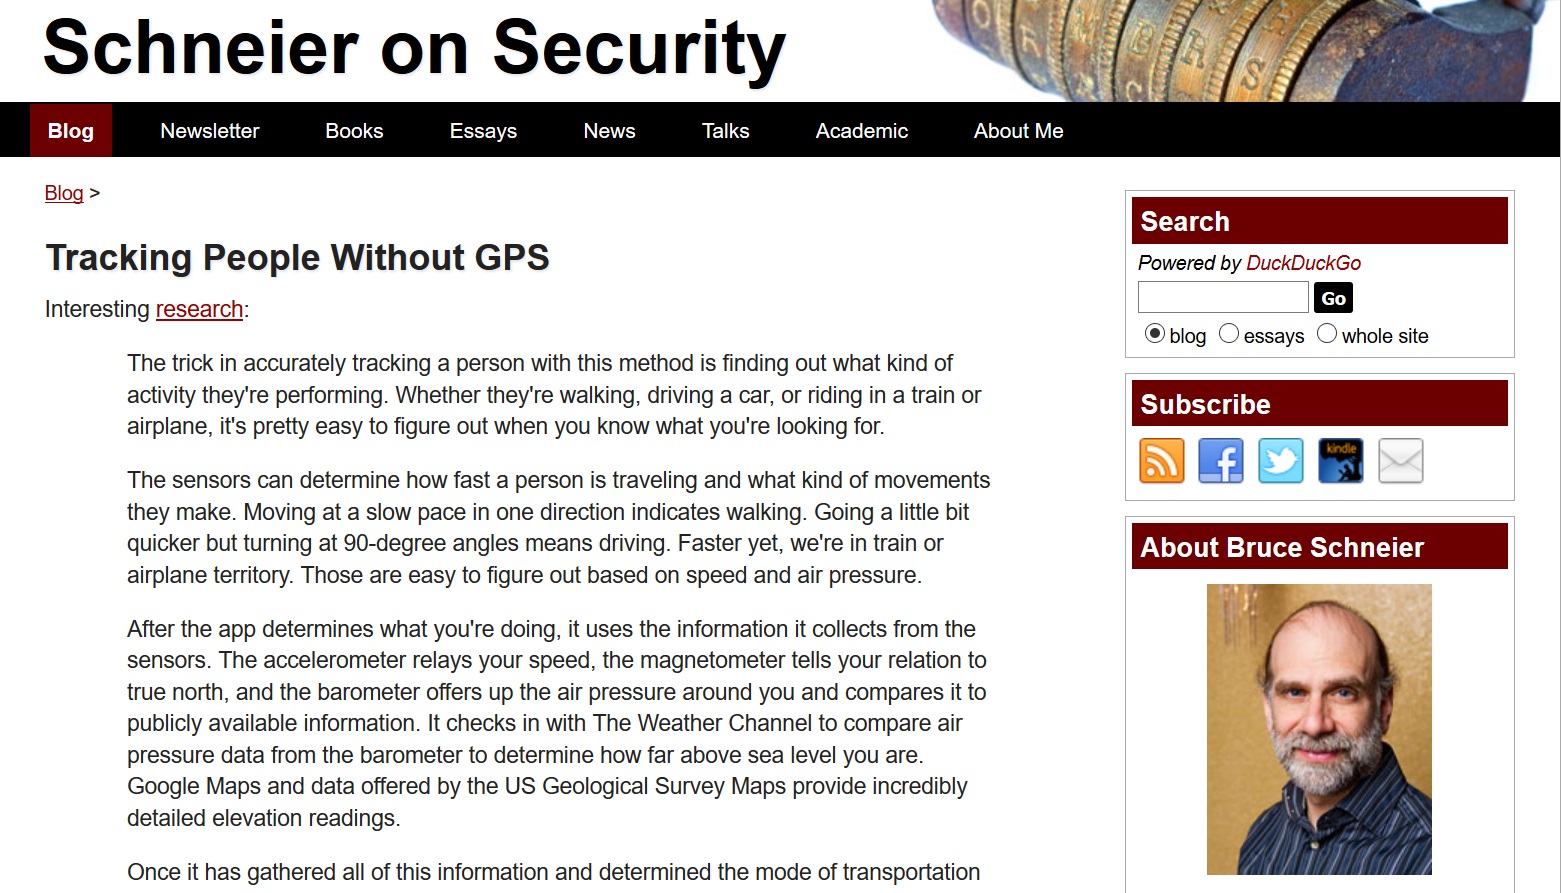 Schneier on Security
Blog
Newsletter
Books
Essays
News
Talks
Academic
About Me
Blog >
Tracking People Without GPS
Interesting research:
The trick in accurately tracking a person with this method is finding out what kind of
activity they're performing. Whether they're walking, driving a car, or riding in a train or
airplane, it's pretty easy to figure out when you know what you're looking for.
The sensors can determine how fast a person is traveling and what kind of movements
they make. Moving at a slow pace in one direction indicates walking. Going a little bit
quicker but turning at 90-degree angles means driving. Faster yet, we're in train or
airplane territory. Those are easy to figure out based on speed and air pressure.
After the app determines what you're doing, it uses the information it collects from the
sensors. The accelerometer relays your speed, the magnetometer tells your relation to
true north, and the barometer offers up the air pressure around you and compares it to
publicly available information. It checks in with The Weather Channel to compare air
pressure data from the barometer to determine how far above sea level you are.
Google Maps and data offered by the US Geological Survey Maps provide incredibly
detailed elevation readings.
Once it has gathered all of this information and determined the mode of transportation
Search
Powered by DuckDuckGo
Go
blog essays whole site
Subscribe
kindle
About Bruce Schneier